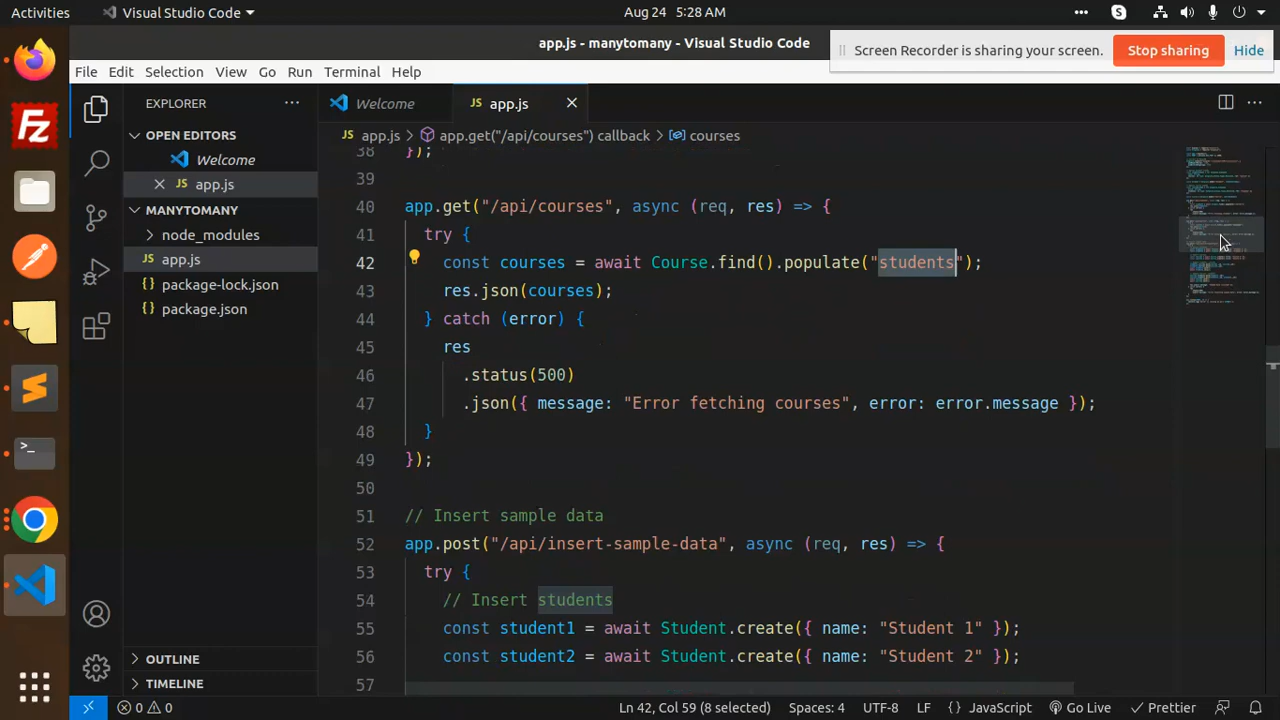 Activities
Visual Studio Code
Aug 24 5:28 AM
app.js - manytomany - Visual Studio Code
Screen Recorder is sharing your screen.
Stop sharing
Hide
File Edit Selection View Go Run Terminal Help
EXPLORER
OPEN EDITORS
Welcome
app.js
MANYTOMANY
node_modules
app.js
package-lock.json
package.json
OUTLINE
TIMELINE
Welcome
app.js
app.js > app.get("/api/courses") callback > courses
38 });
39
40 app.get("/api/courses", async (req, res) => {
41 try {
42 const courses = await Course.find().populate("students");
43 res.json(courses);
44 } catch (error) {
45 res
46 .status(500)
47 .json({ message: "Error fetching courses", error: error.message });
48 }
49 });
50
51 // Insert sample data
52 app.post("/api/insert-sample-data", async (req, res) => {
53 try {
54 // Insert students
55 const student1 = await Student.create({ name: "Student 1" });
56 const student2 = await Student.create({ name: "Student 2" });
57
0 0
Ln 42, Col 59 (8 selected) Spaces: 4 UTF-8 LF JavaScript Go Live Prettier